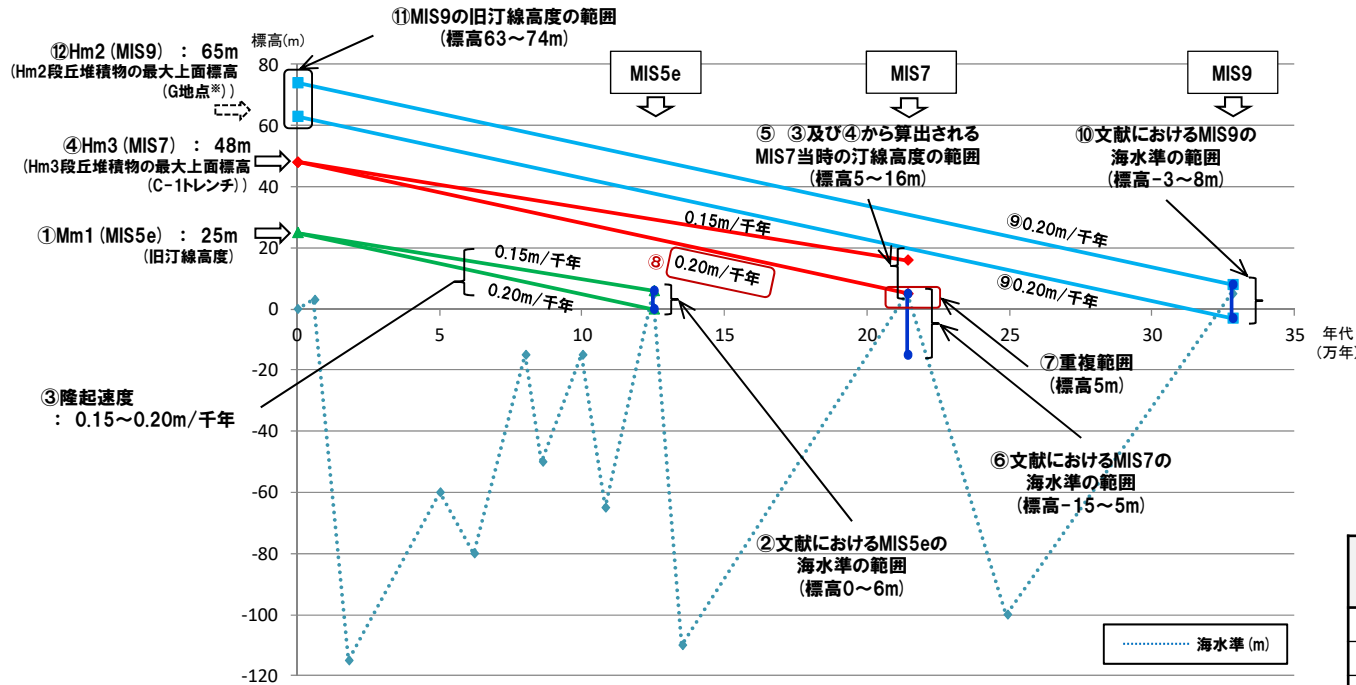 ⑪MIS9の旧汀線高度の範囲
(標高63～74m)
⑫Hm2(MIS9) : 65m
(Hm2段丘堆積物の最大上面標高
(G地点※))
標高(m)
MIS5e
MIS7
MIS9
④Hm3(MIS7) : 48m
(Hm3段丘堆積物の最大上面標高
(C-1トレンチ))
⑤ ③及び④から算出される
MIS7当時の汀線高度の範囲
(標高5～16m)
⑩文献におけるMIS9の
海水準の範囲
(標高-3～8m)
①Mm1(MIS5e) : 25m
(旧汀線高度)
0.15m/千年
⑨0.20m/千年
0.15m/千年
⑧ 0.20m/千年
0.20m/千年
⑨0.20m/千年
③隆起速度
: 0.15～0.20m/千年
⑦重複範囲
(標高5m)
⑥文献におけるMIS7の
海水準の範囲
(標高-15～5m)
②文献におけるMIS5eの
海水準の範囲
(標高0～6m)
80
60
40
20
0
-20
-40
-60
-80
-100
-120
0 5 10 15 20 25 30 35
年代
(万年)
海水準(m)